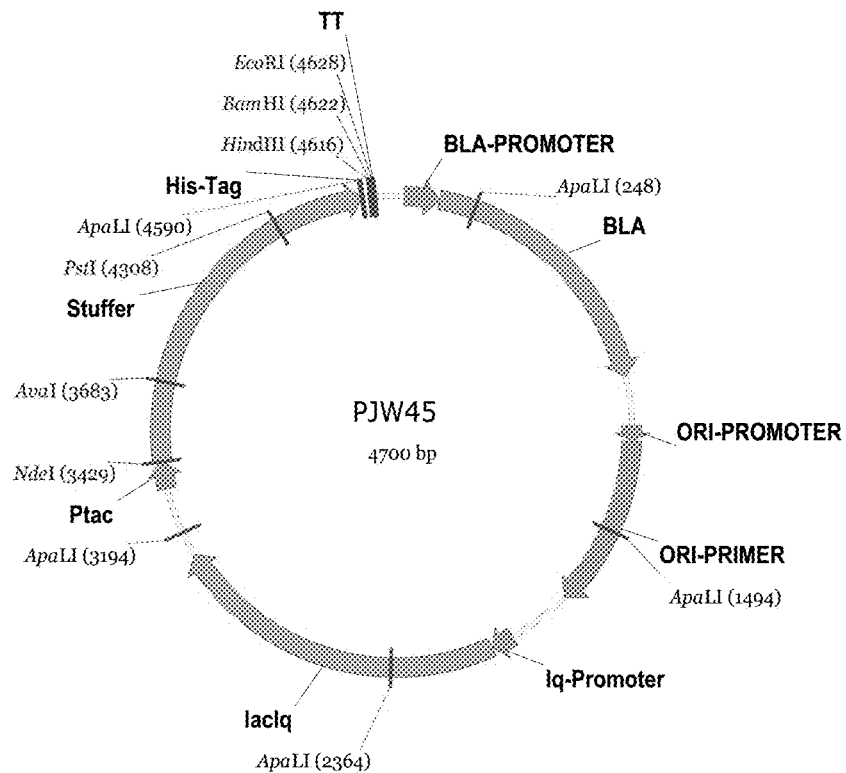 TT
EcoRI (4628)
BamHI (4622)
HindIII (4616)
His-Tag
ApaLI (4590)
PstI (4308)
Stuffer
AvaI (3683)
NdeI (3429)
Ptac
ApaLI (3194)
BLA-PROMOTER
ApaLI (248)
BLA
PJW45
4700 bp
ORI-PROMOTER
ORI-PRIMER
ApaLI (1494)
Iq-Promoter
lacIq
ApaLI (2364)